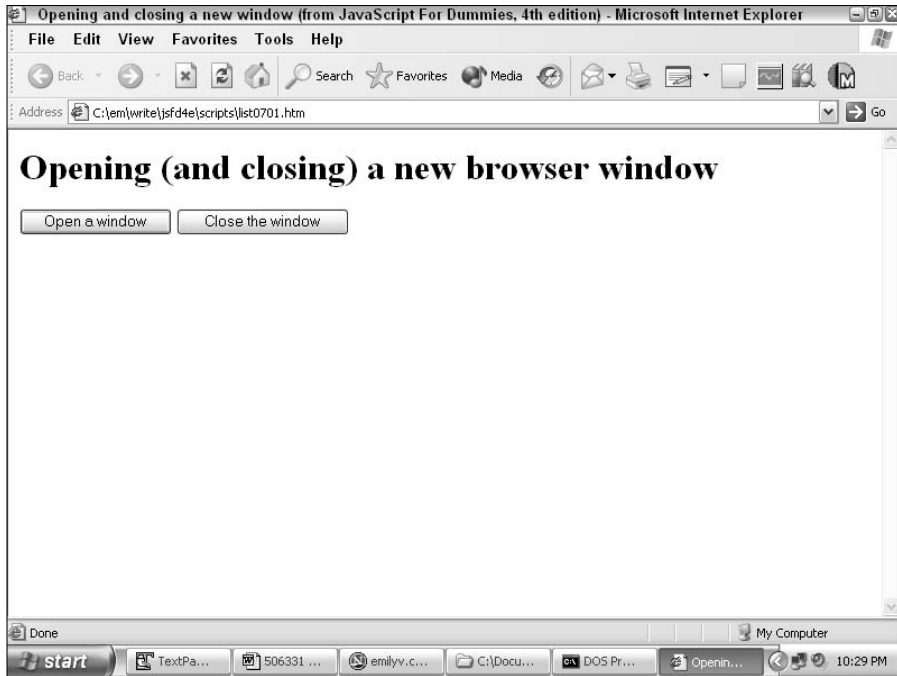 Opening and closing a new window (from JavaScript For Dummies, 4th edition) - Microsoft Internet Explorer
File Edit View Favorites Tools Help
Back Search Favorites Media
Address C:\em\write\jsfd4e\scripts\list0701.htm Go
Opening (and closing) a new browser window
Open a window Close the window
Done My Computer
start TextPa... 506331 ... emilyv.c... C:\Docu... DOS Pr... Openin... 10:29 PM